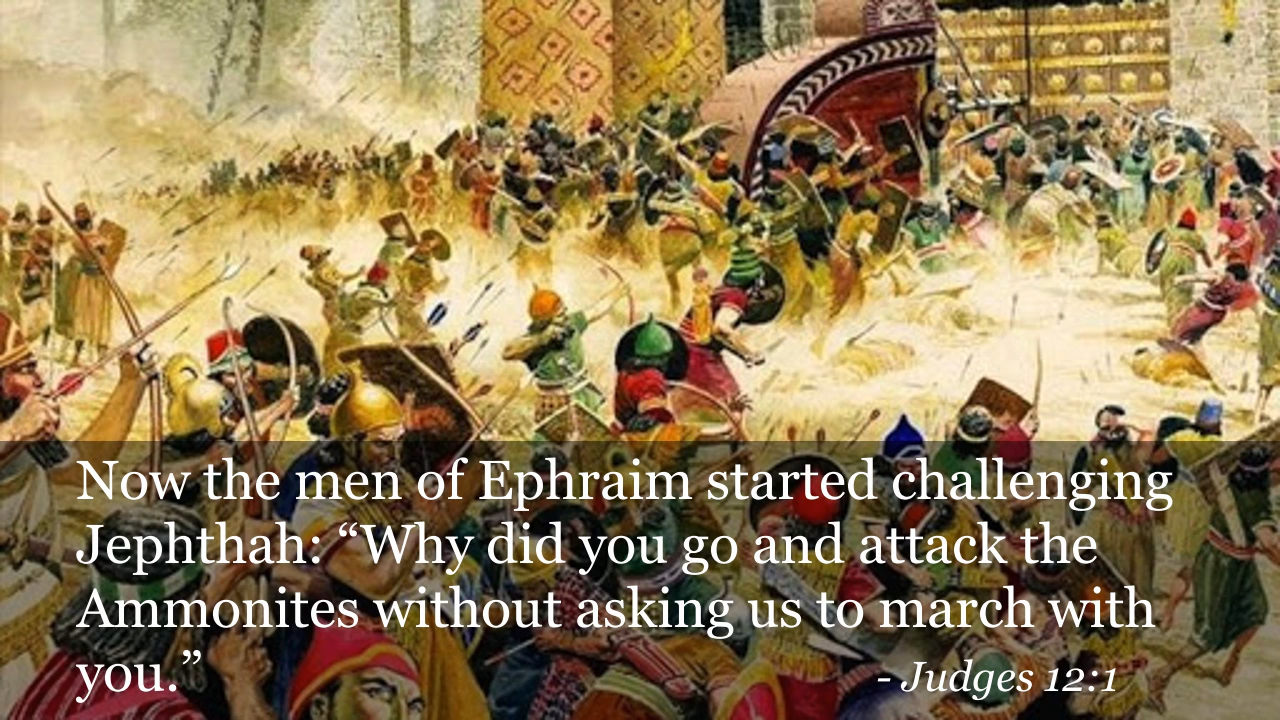 Now the men of Ephraim started challenging
Jephthah: “Why did you go and attack the
Ammonites without asking us to march with
you.”
- Judges 12:1